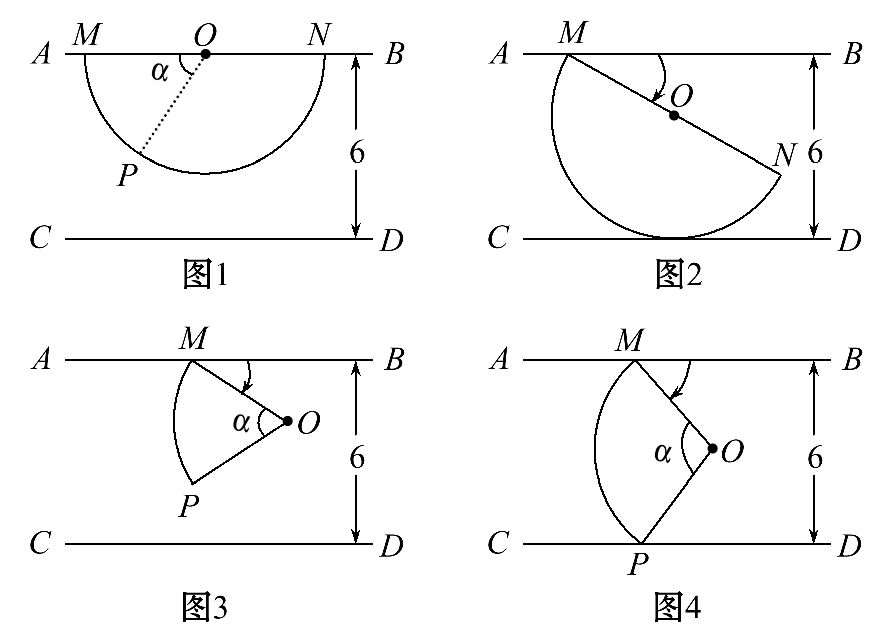 A M O N B
α
P
6
C D
图1
A M B
O
N 6
C D
图2
A M B
α O
6
P
C D
图3
A M B
α O 6
C D
P
图4